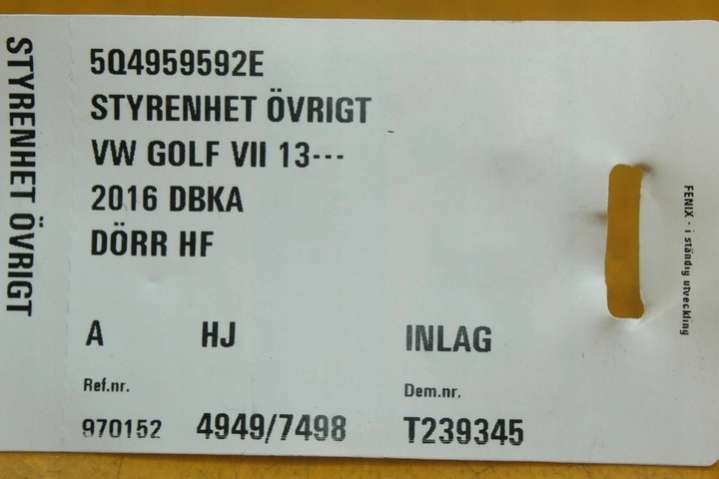 STYRENHET ÖVRIGT
5Q4959592E
STYRENHET ÖVRIGT
VW GOLF VII 13---
2016 DBKA
DÖRR HF
A HJ INLAG
Ref.nr. Dem.nr.
970152 4949/7498 T239345
FENIX - i ständig utveckling